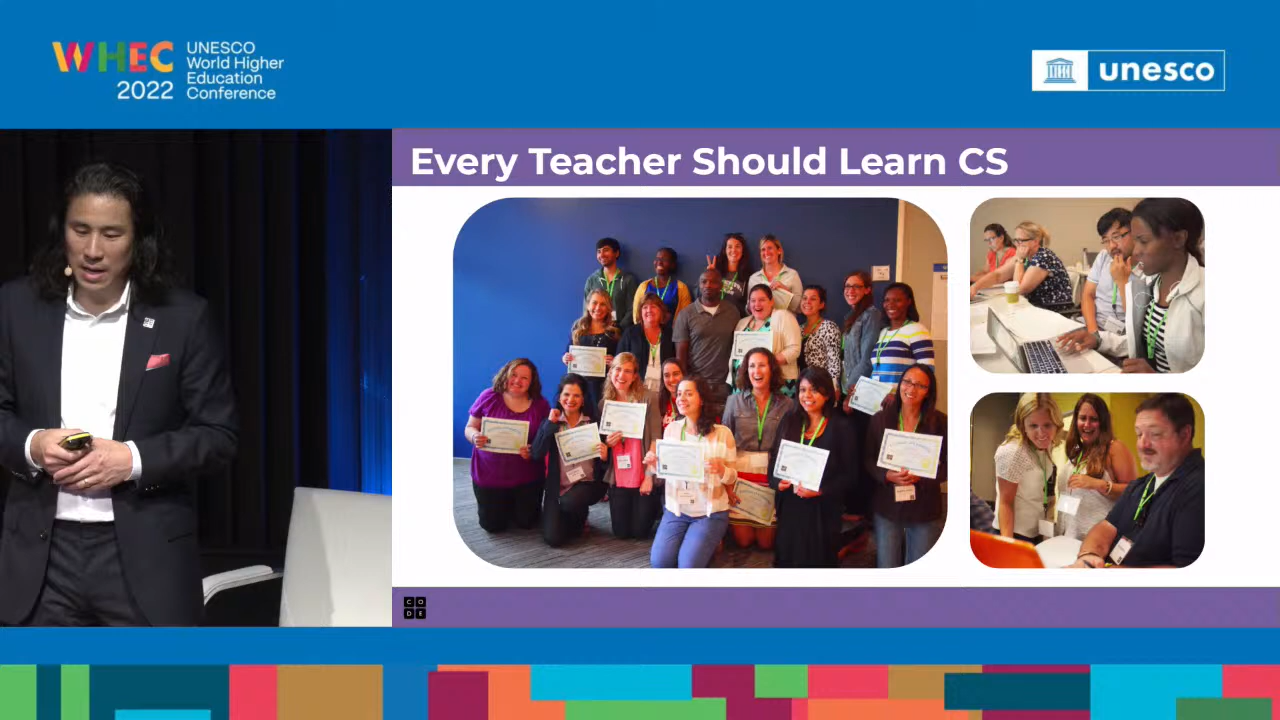 WHEC
2022
UNESCO
World Higher
Education
Conference
unesco
Every Teacher Should Learn CS
CO
DE